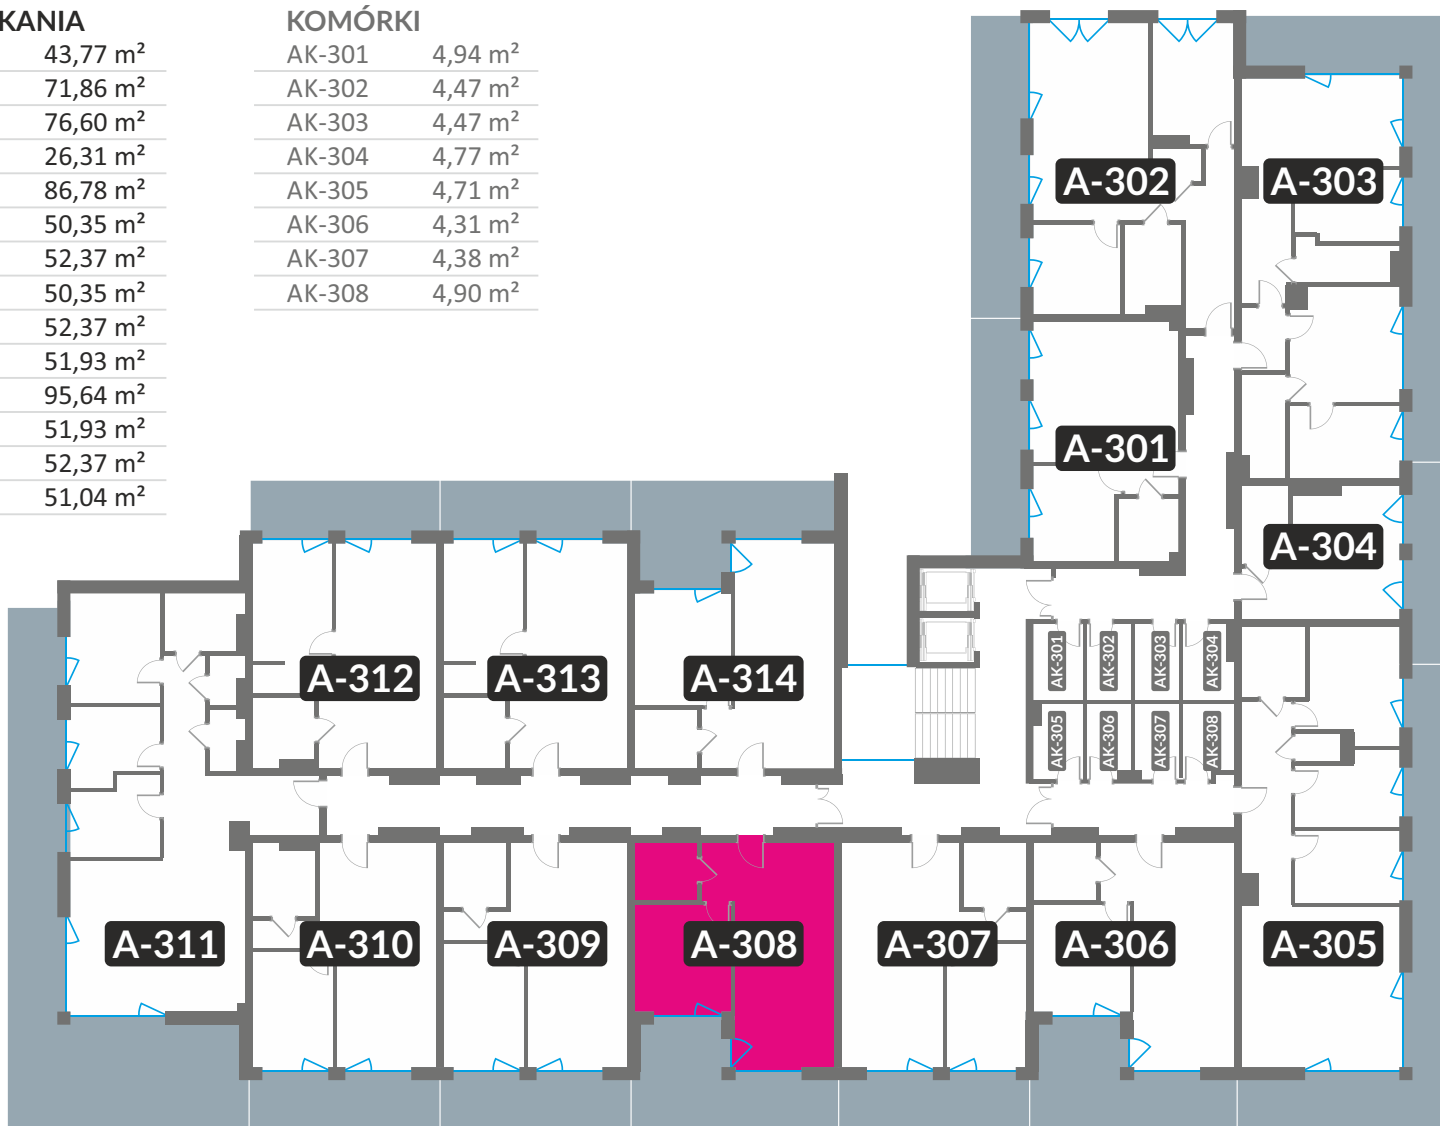 KANIA
43,77 m²
71,86 m²
76,60 m²
26,31 m²
86,78 m²
50,35 m²
52,37 m²
50,35 m²
52,37 m²
51,93 m²
95,64 m²
51,93 m²
52,37 m²
51,04 m²
KOMÓRKI
AK-301 4,94 m²
AK-302 4,47 m²
AK-303 4,47 m²
AK-304 4,77 m²
AK-305 4,71 m²
AK-306 4,31 m²
AK-307 4,38 m²
AK-308 4,90 m²
A-302
A-303
A-301
A-304
AK-301
AK-302
AK-303
AK-304
A-312
A-313
A-314
AK-305
AK-306
AK-307
AK-308
A-311
A-310
A-309
A-308
A-307
A-306
A-305